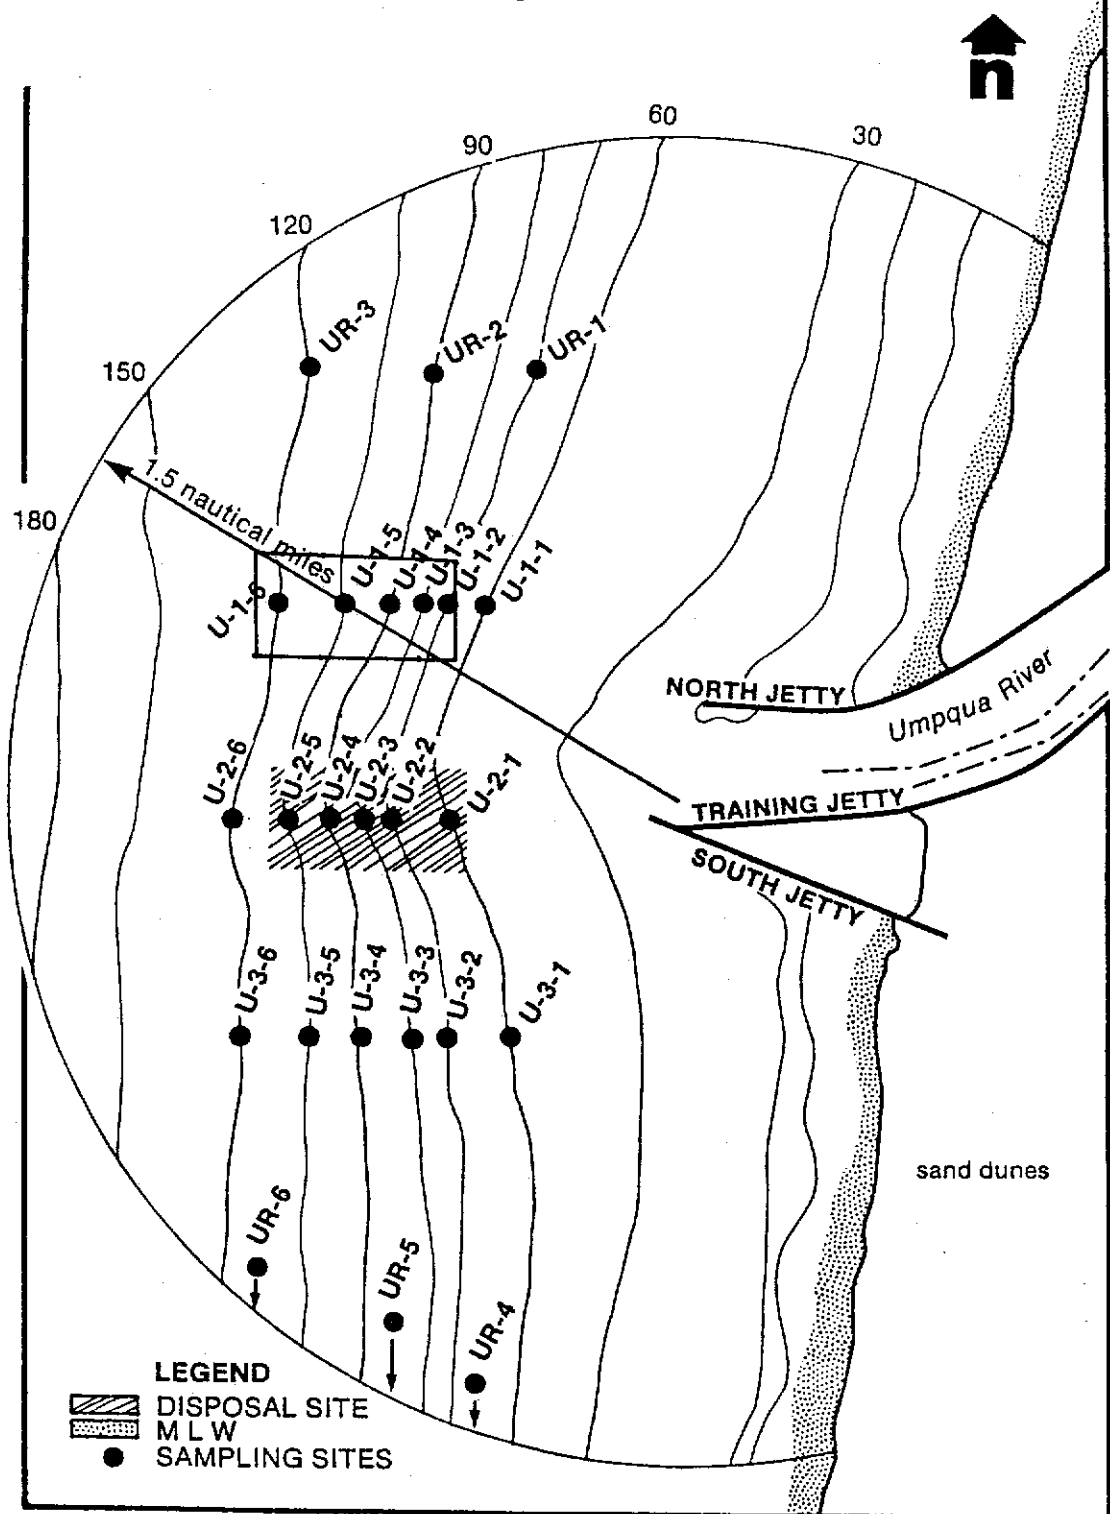 n
60
90
30
120
UR-3
UR-2
UR-1
150
1.5 nautical miles
180
U-1-6
U-1-5
U-1-4
U-1-3
U-1-2
U-1-1
NORTH JETTY
Umpqua River
U-2-6
U-2-5
U-2-4
U-2-3
U-2-2
U-2-1
TRAINING JETTY
SOUTH JETTY
U-3-6
U-3-5
U-3-4
U-3-3
U-3-2
U-3-1
sand dunes
UR-6
UR-5
UR-4
LEGEND
DISPOSAL SITE
M L W
SAMPLING SITES